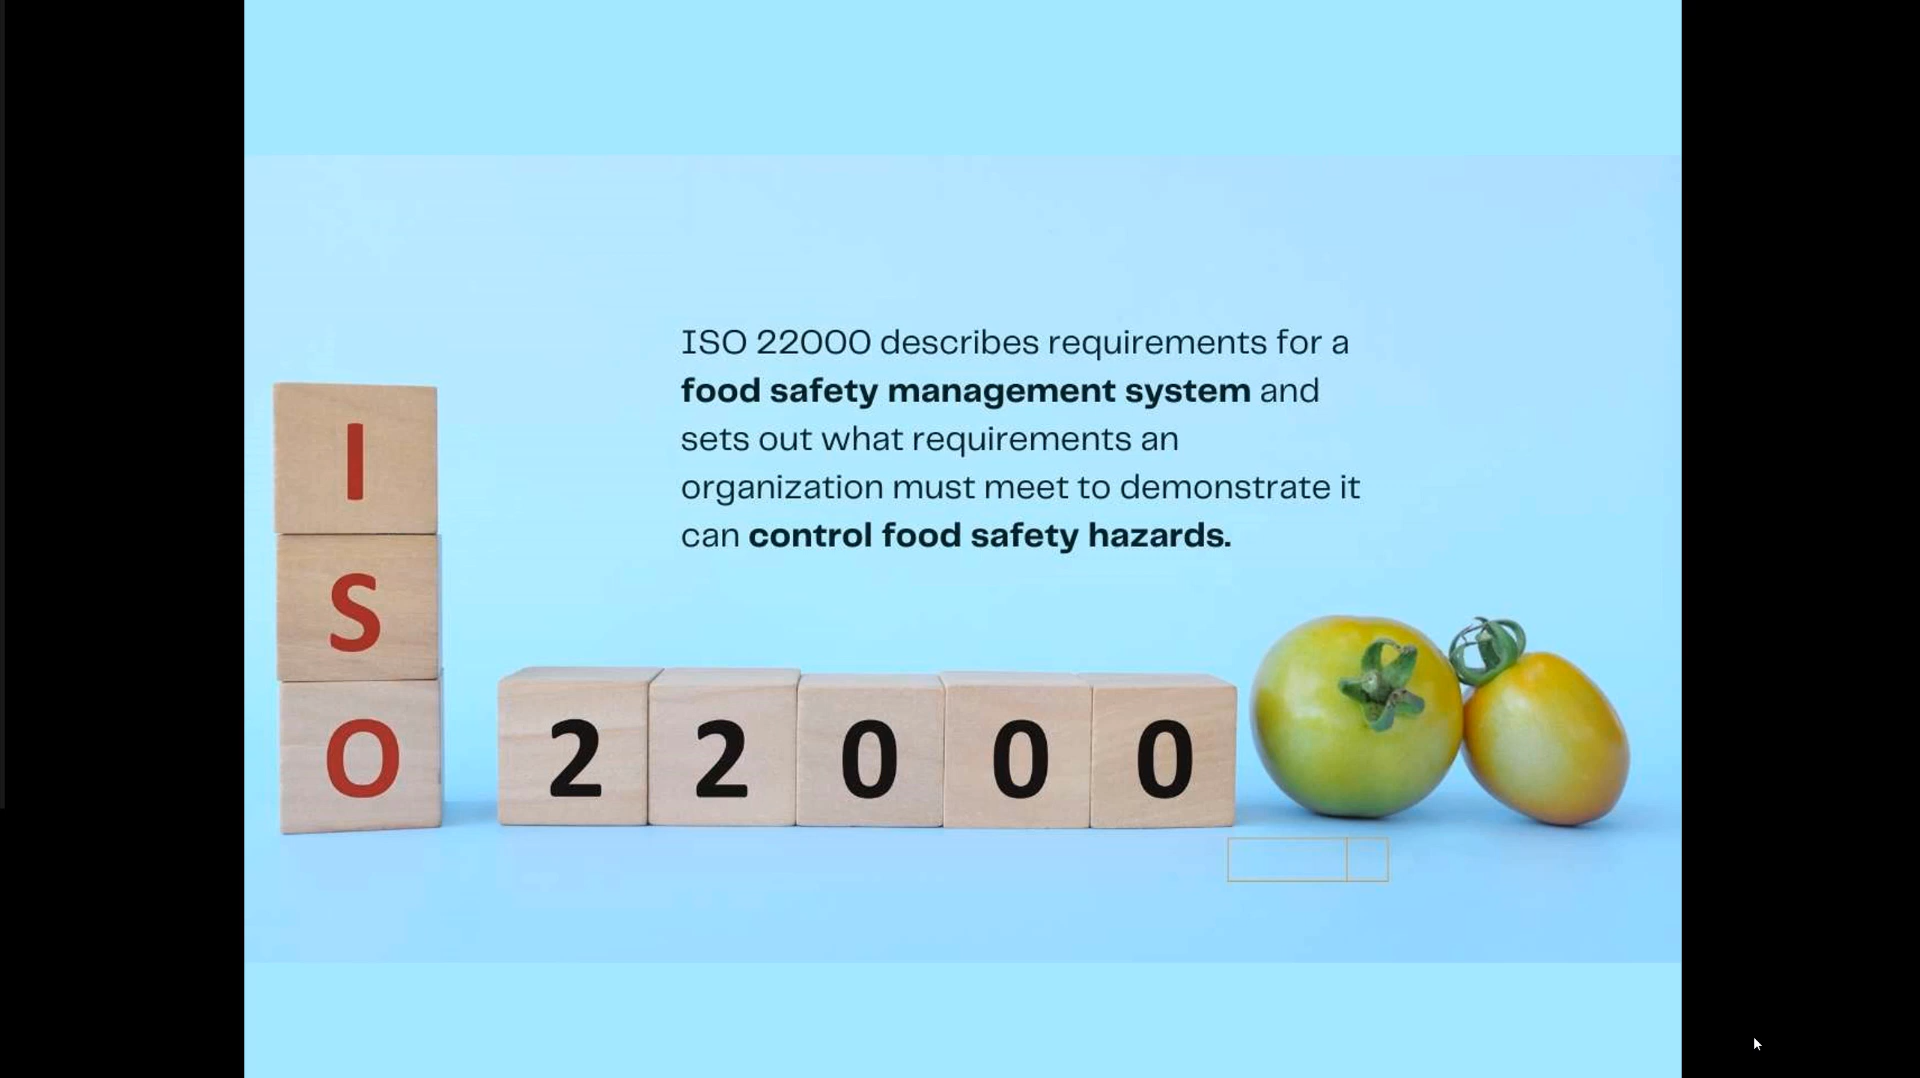 ISO 22000 describes requirements for a
food safety management system and
sets out what requirements an
organization must meet to demonstrate it
can control food safety hazards.
I
S
O
2 2 0 0 0